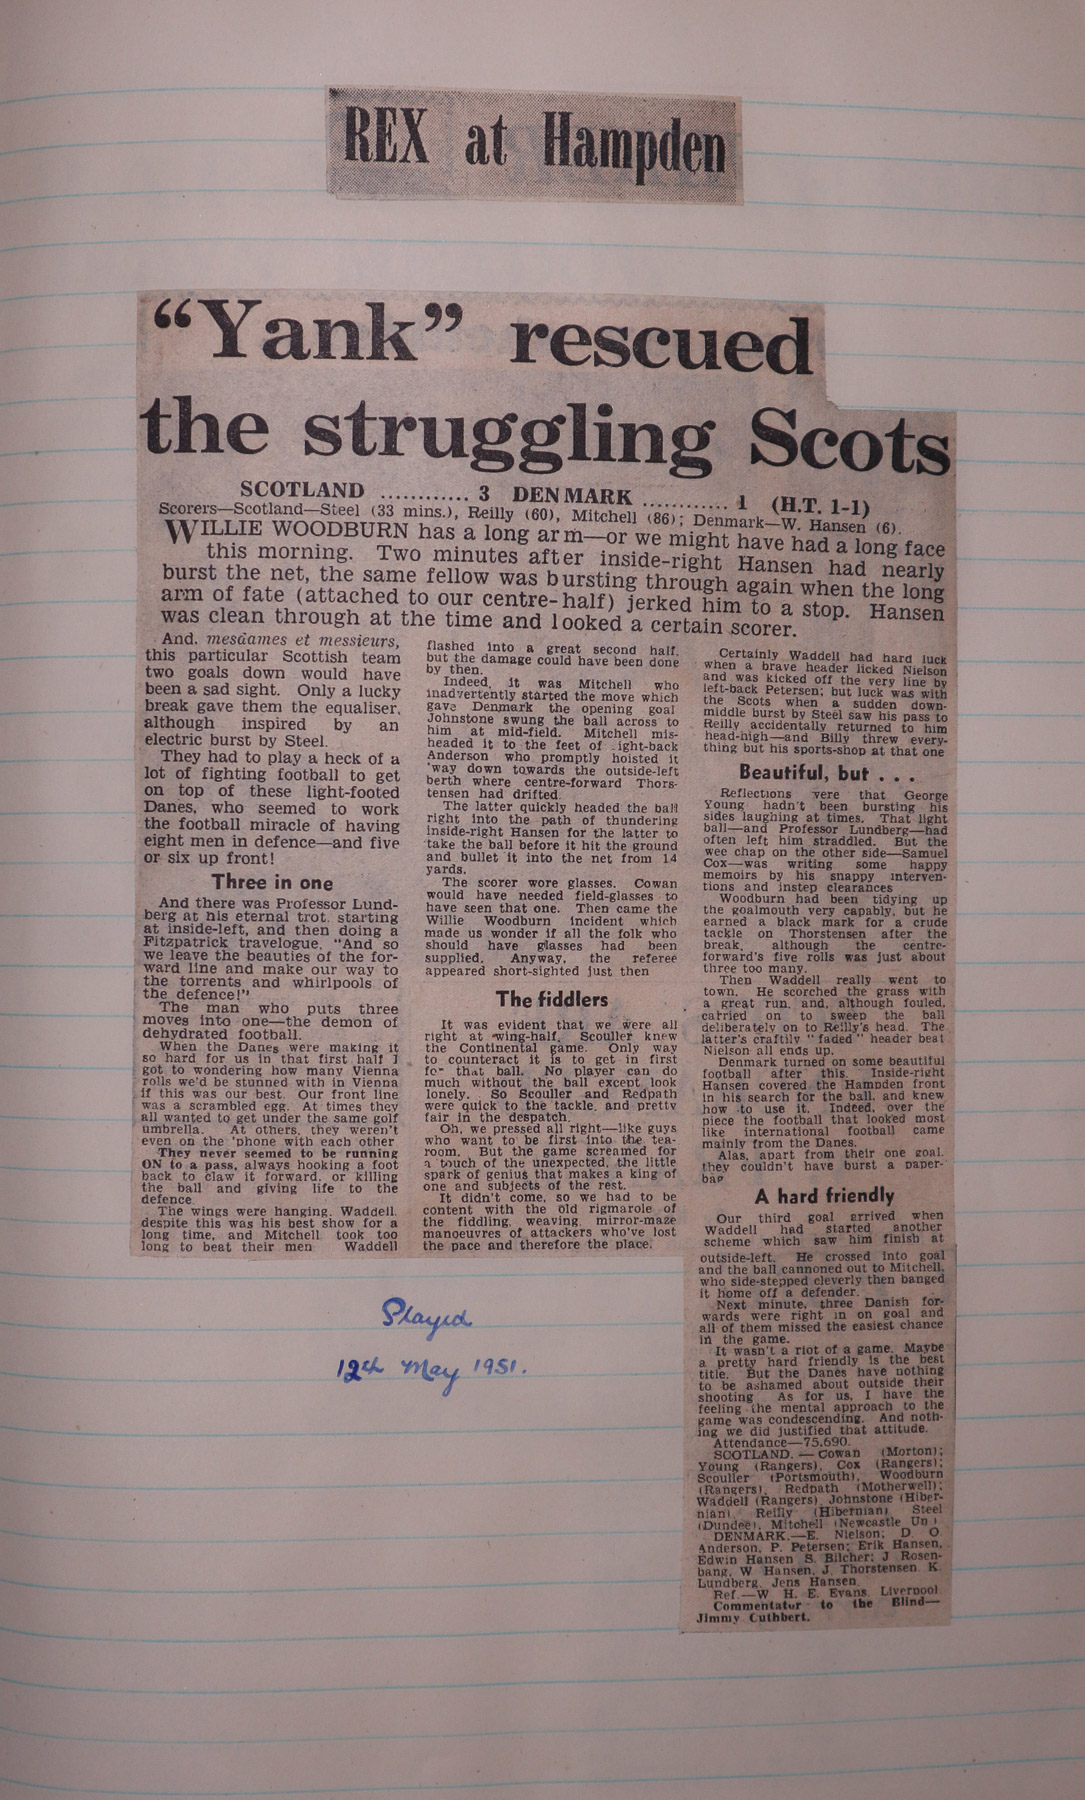 REX at Hampden
“Yank” rescued
the struggling Scots
SCOTLAND ............ 3 DENMARK ............ 1 (H.T. 1-1)
Scorers—Scotland—Steel (33 mins.), Reilly (60), Mitchell (86); Denmark—W. Hansen (6).
WILLIE WOODBURN has a long arm—or we might have had a long face
this morning. Two minutes after inside-right Hansen had nearly
burst the net, the same fellow was bursting through again when the long
arm of fate (attached to our centre-half) jerked him to a stop. Hansen
was clean through at the time and looked a certain scorer.
And, mesdames et messieurs,
this particular Scottish team
two goals down would have
been a sad sight. Only a lucky
break gave them the equaliser,
although inspired by an
electric burst by Steel.
They had to play a heck of a
lot of fighting football to get
on top of these light-footed
Danes, who seemed to work
the football miracle of having
eight men in defence—and five
or six up front!
Three in one
And there was Professor Lund-
berg at his eternal trot, starting
at inside-left, and then doing a
Fitzpatrick travelogue. “And so
we leave the beauties of the for-
ward line and make our way to
the torrents and whirlpools of
the defence!”
The man who puts three
moves into one—the demon of
dehydrated football.
When the Danes were making it
so hard for us in that first half I
got to wondering how many Vienna
rolls we'd be stunned with in Vienna
if this was our best. Our front line
was a scrambled egg. At times they
all wanted to get under the same golf
umbrella. At others, they weren't
even on the 'phone with each other
They never seemed to be running
ON to a pass, always hooking a foot
back to claw it forward, or killing
the ball and giving life to the
defence.
The wings were hanging. Waddell,
despite this was his best show for a
long time, and Mitchell took too
long to beat their men Waddell
flashed into a great second half,
but the damage could have been done
by then.
Indeed it was Mitchell who
inadvertently started the move which
gave Denmark the opening goal
Johnstone swung the ball across to
him at mid-field. Mitchell mis-
headed it to the feet of ight-back
Anderson who promptly hoisted it
'way down towards the outside-left
berth where centre-forward Thors-
tensen had drifted.
The latter quickly headed the ball
right into the path of thundering
inside-right Hansen for the latter to
take the ball before it hit the ground
and bullet it into the net from 14
yards.
The scorer wore glasses. Cowan
would have needed field-glasses to
have seen that one. Then came the
Willie Woodburn incident which
made us wonder if all the folk who
should have glasses had been
supplied. Anyway, the referee
appeared short-sighted just then
The fiddlers
It was evident that we were all
right at wing-half. Scouller knew
the Continental game. Only way
to counteract it is to get in first
for that ball. No player can do
much without the ball except look
lonely. So Scouller and Redpath
were quick to the tackle, and pretty
fair in the despatch.
Oh, we pressed all right—like guys
who want to be first into the tea-
room. But the game screamed for
a touch of the unexpected, the little
spark of genius that makes a king of
one and subjects of the rest.
It didn't come, so we had to be
content with the old rigmarole of
the fiddling, weaving, mirror-maze
manoeuvres of attackers who've lost
the pace and therefore the place.
Certainly Waddell had hard luck
when a brave header licked Nielson
and was kicked off the very line by
left-back Petersen; but luck was with
the Scots when a sudden down-
middle burst by Steel saw his pass to
Reilly accidentally returned to him
head-high—and Billy threw every-
thing but his sports-shop at that one
Beautiful, but . . .
Reflections were that George
Young hadn't been bursting his
sides laughing at times. That light
ball—and Professor Lundberg—had
often left him straddled. But the
wee chap on the other side—Samuel
Cox—was writing some happy
memoirs by his snappy interven-
tions and instep clearances
Woodburn had been tidying up
the goalmouth very capably, but he
earned a black mark for a crude
tackle on Thorstensen after the
break, although the centre-
forward's five rolls was just about
three too many.
Then Waddell really went to
town. He scorched the grass with
a great run, and, although fouled,
carried on to sweep the ball
deliberately on to Reilly's head. The
latter's craftily “faded” header beat
Nielson all ends up.
Denmark turned on some beautiful
football after this. Inside-right
Hansen covered the Hampden front
in his search for the ball, and knew
how to use it. Indeed, over the
piece the football that looked most
like international football came
mainly from the Danes.
Alas, apart from their one goal,
they couldn't have burst a paper-
bag
A hard friendly
Our third goal arrived when
Waddell had started another
scheme which saw him finish at
outside-left. He crossed into goal
and the ball cannoned out to Mitchell,
who side-stepped cleverly then banged
it home off a defender.
Next minute, three Danish for-
wards were right in on goal and
all of them missed the easiest chance
in the game.
It wasn't a riot of a game. Maybe
a pretty hard friendly is the best
title. But the Danes have nothing
to be ashamed about outside their
shooting As for us, I have the
feeling the mental approach to the
game was condescending. And noth-
ing we did justified that attitude.
Attendance—75,690.
SCOTLAND. — Cowan (Morton);
Young (Rangers), Cox (Rangers);
Scouller (Portsmouth), Woodburn
(Rangers), Redpath (Motherwell);
Waddell (Rangers), Johnstone (Hiber-
nian), Reilly (Hibernian) Steel
(Dundee), Mitchell (Newcastle Un)
DENMARK.—E. Nielson; D. O.
Anderson, P. Petersen; Erik Hansen,
Edwin Hansen S. Bilcher; J Rosen-
bang, W Hansen, J. Thorstensen K.
Lundberg, Jens Hansen.
Ref.—W H. E. Evans, Liverpool
Commentator to the Blind—
Jimmy Cuthbert.
Played
12th May 1951.